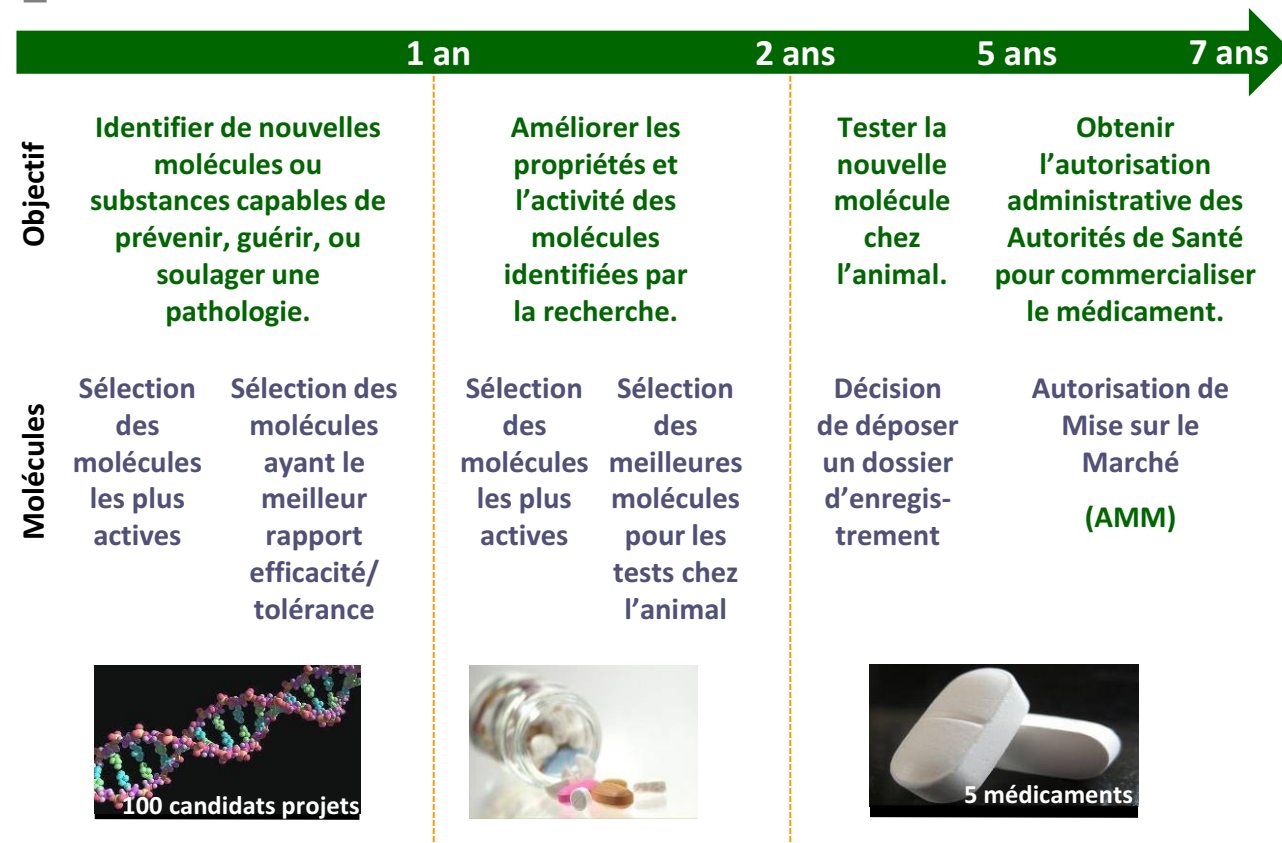 1 an
2 ans
5 ans
7 ans
Objectif
Identifier de nouvelles
molécules ou
substances capables de
prévenir, guérir, ou
soulager une
pathologie.
Améliorer les
propriétés et
l’activité des
molécules
identifiées par
la recherche.
Tester la
nouvelle
molécule
chez
l’animal.
Obtenir
l’autorisation
administrative des
Autorités de Santé
pour commercialiser
le médicament.
Molécules
Sélection
des
molécules
les plus
actives
Sélection des
molécules
ayant le
meilleur
rapport
efficacité/
tolérance
Sélection
des
molécules
les plus
actives
Sélection
des
meilleures
molécules
pour les
tests chez
l’animal
Décision
de déposer
un dossier
d’enregis-
trement
Autorisation de
Mise sur le
Marché
(AMM)
100 candidats projets
5 médicaments